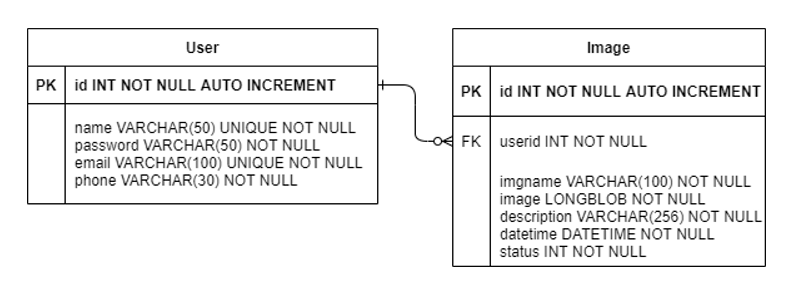 User
PK id INT NOT NULL AUTO INCREMENT
name VARCHAR(50) UNIQUE NOT NULL
password VARCHAR(50) NOT NULL
email VARCHAR(100) UNIQUE NOT NULL
phone VARCHAR(30) NOT NULL
Image
PK id INT NOT NULL AUTO INCREMENT
FK userid INT NOT NULL
imgname VARCHAR(100) NOT NULL
image LONGBLOB NOT NULL
description VARCHAR(256) NOT NULL
datetime DATETIME NOT NULL
status INT NOT NULL